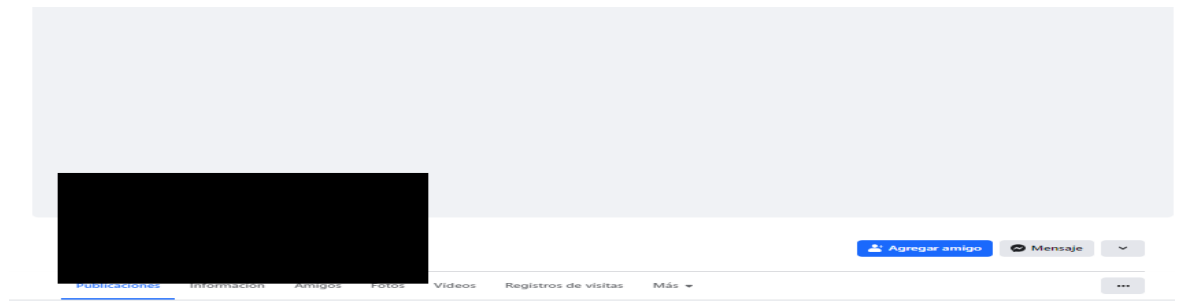 Agregar amigo Mensaje
Publicaciones Información Amigos Fotos Videos Registros de visitas Más